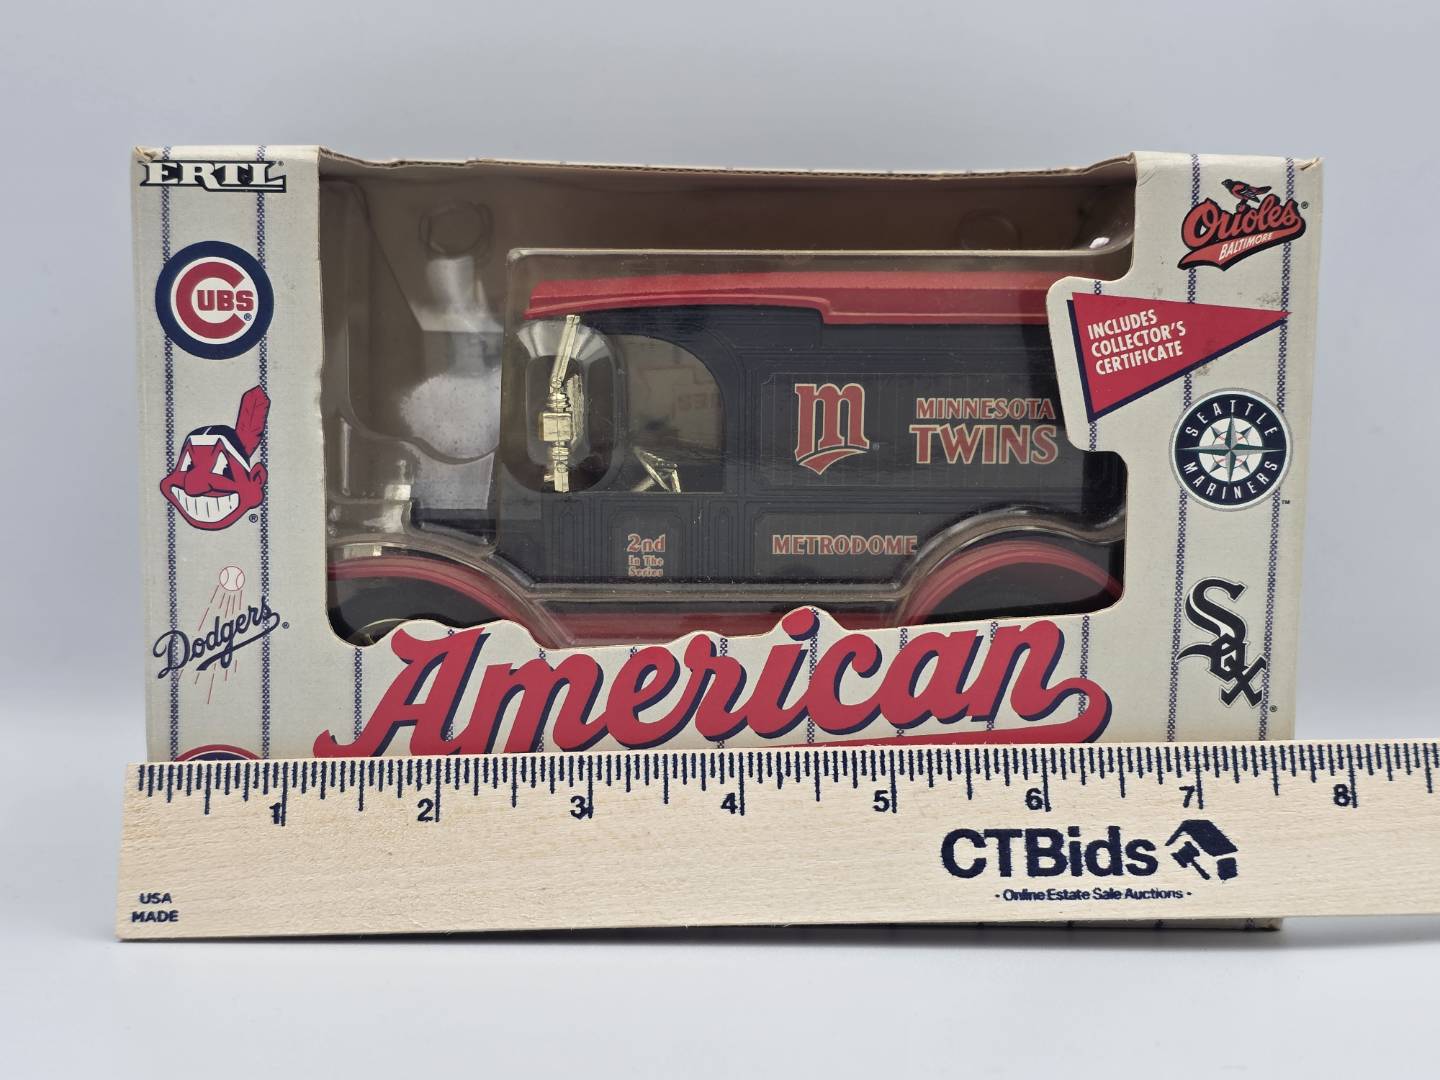 ERTL
CUBS
Dodgers
Orioles
BALTIMORE
INCLUDES
COLLECTOR'S
CERTIFICATE
SEATTLE
MARINERS
Sox
M
MINNESOTA
TWINS
2nd
In The
Series
METRODOME
American
1 2 3 4 5 6 7 8
CTBids
- Online Estate Sale Auctions -
USA
MADE